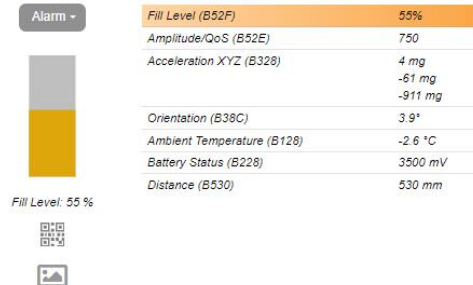 Alarm
Fill Level (B52F) 55%
Amplitude/QoS (B52E) 750
Acceleration XYZ (B328) 4 mg
-61 mg
-911 mg
Orientation (B38C) 3.9°
Ambient Temperature (B128) -2.6 °C
Battery Status (B228) 3500 mV
Distance (B530) 530 mm
Fill Level: 55 %